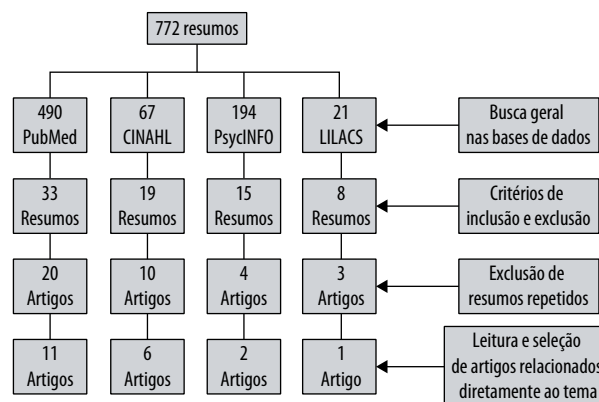 772 resumos
490
PubMed
67
CINAHL
194
PsycINFO
21
LILACS
Busca geral
nas bases de dados
33
Resumos
19
Resumos
15
Resumos
8
Resumos
Critérios de
inclusão e exclusão
20
Artigos
10
Artigos
4
Artigos
3
Artigos
Exclusão de
resumos repetidos
11
Artigos
6
Artigos
2
Artigos
1
Artigo
Leitura e seleção
de artigos relacionados
diretamente ao tema